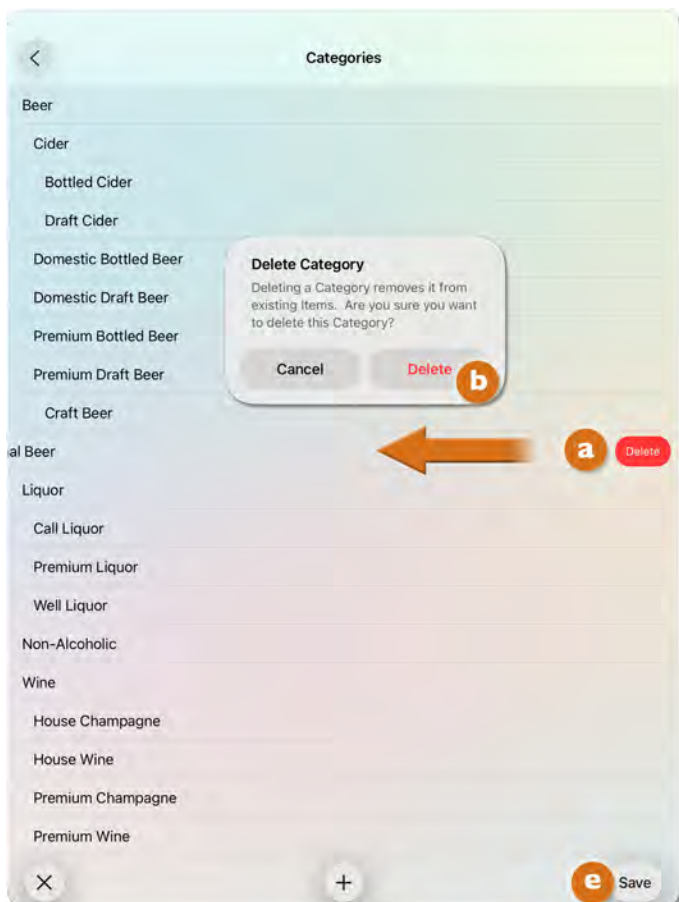 Categories
Beer
Cider
Bottled Cider
Draft Cider
Domestic Bottled Beer
Domestic Draft Beer
Premium Bottled Beer
Premium Draft Beer
Craft Beer
Delete Category
Deleting a Category removes it from
existing Items. Are you sure you want
to delete this Category?
Cancel
Delete
b
al Beer
a
Delete
Liquor
Call Liquor
Premium Liquor
Well Liquor
Non-Alcoholic
Wine
House Champagne
House Wine
Premium Champagne
Premium Wine
e
Save